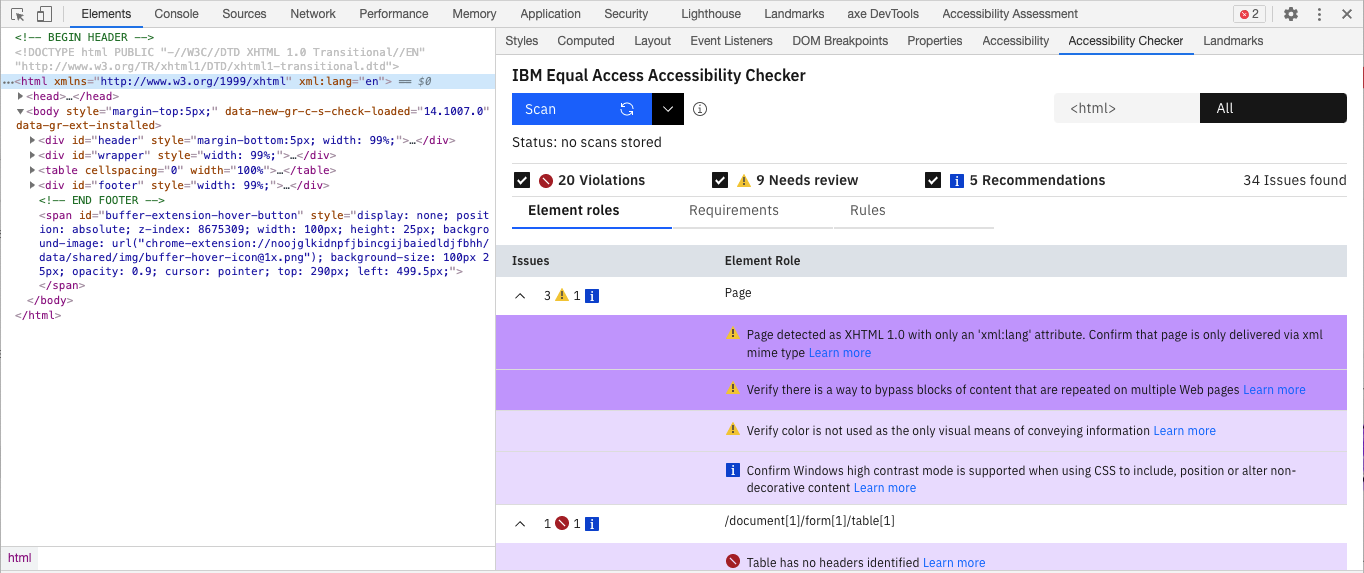 Elements Console Sources Network Performance Memory Application Security Lighthouse Landmarks axe DevTools Accessibility Assessment 2
<!-- BEGIN HEADER -->
<!DOCTYPE html PUBLIC "-//W3C//DTD XHTML 1.0 Transitional//EN"
"http://www.w3.org/TR/xhtml1/DTD/xhtml1-transitional.dtd">
…<html xmlns="http://www.w3.org/1999/xhtml" xml:lang="en"> == $0
<head>…</head>
<body style="margin-top:5px;" data-new-gr-c-s-check-loaded="14.1007.0"
data-gr-ext-installed>
<div id="header" style="margin-bottom:5px; width: 99%;">…</div>
<div id="wrapper" style="width: 99%;">…</div>
<table cellspacing="0" width="100%">…</table>
<div id="footer" style="width: 99%;">…</div>
<!-- END FOOTER -->
<span id="buffer-extension-hover-button" style="display: none; posit
ion: absolute; z-index: 8675309; width: 100px; height: 25px; backgro
und-image: url("chrome-extension://noojglkidnpfjbincgijbaiedldjfbhh/
data/shared/img/buffer-hover-icon@1x.png"); background-size: 100px 2
5px; opacity: 0.9; cursor: pointer; top: 290px; left: 499.5px;">
</span>
</body>
</html>
html
Styles Computed Layout Event Listeners DOM Breakpoints Properties Accessibility Accessibility Checker Landmarks
IBM Equal Access Accessibility Checker
Scan <html> All
Status: no scans stored
20 Violations 9 Needs review 5 Recommendations 34 Issues found
Element roles Requirements Rules
Issues Element Role
3 1 Page
Page detected as XHTML 1.0 with only an 'xml:lang' attribute. Confirm that page is only delivered via xml
mime type Learn more
Verify there is a way to bypass blocks of content that are repeated on multiple Web pages Learn more
Verify color is not used as the only visual means of conveying information Learn more
Confirm Windows high contrast mode is supported when using CSS to include, position or alter non-
decorative content Learn more
1 1 /document[1]/form[1]/table[1]
Table has no headers identified Learn more